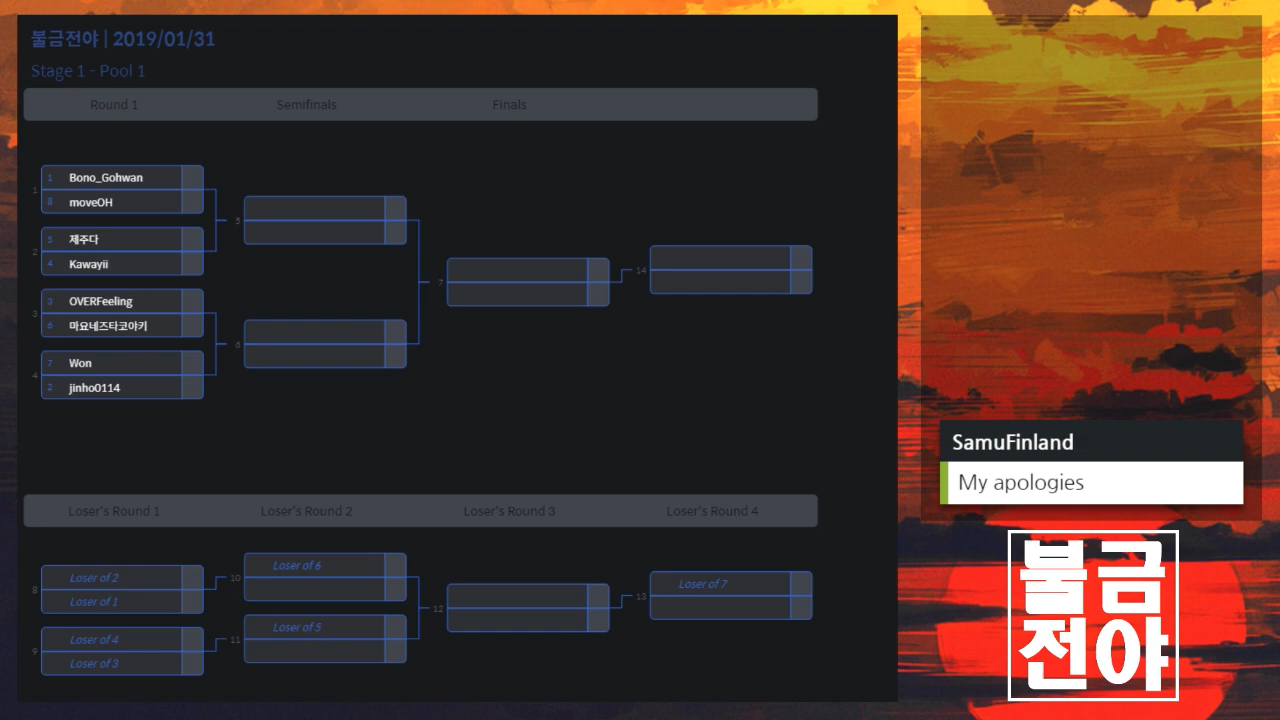 불금전야 | 2019/01/31
Stage 1 - Pool 1
Round 1 Semifinals Finals
1
1 Bono_Gohwan
8 moveOH
2
5 제주다
4 Kawayii
3
3 OVERFeeling
6 마요네즈타코야키
4
7 Won
2 jinho0114
5
6
7
14
Loser's Round 1 Loser's Round 2 Loser's Round 3 Loser's Round 4
8
Loser of 2
Loser of 1
9
Loser of 4
Loser of 3
10
Loser of 6
11
Loser of 5
12
13
Loser of 7
SamuFinland
My apologies
불금
전야